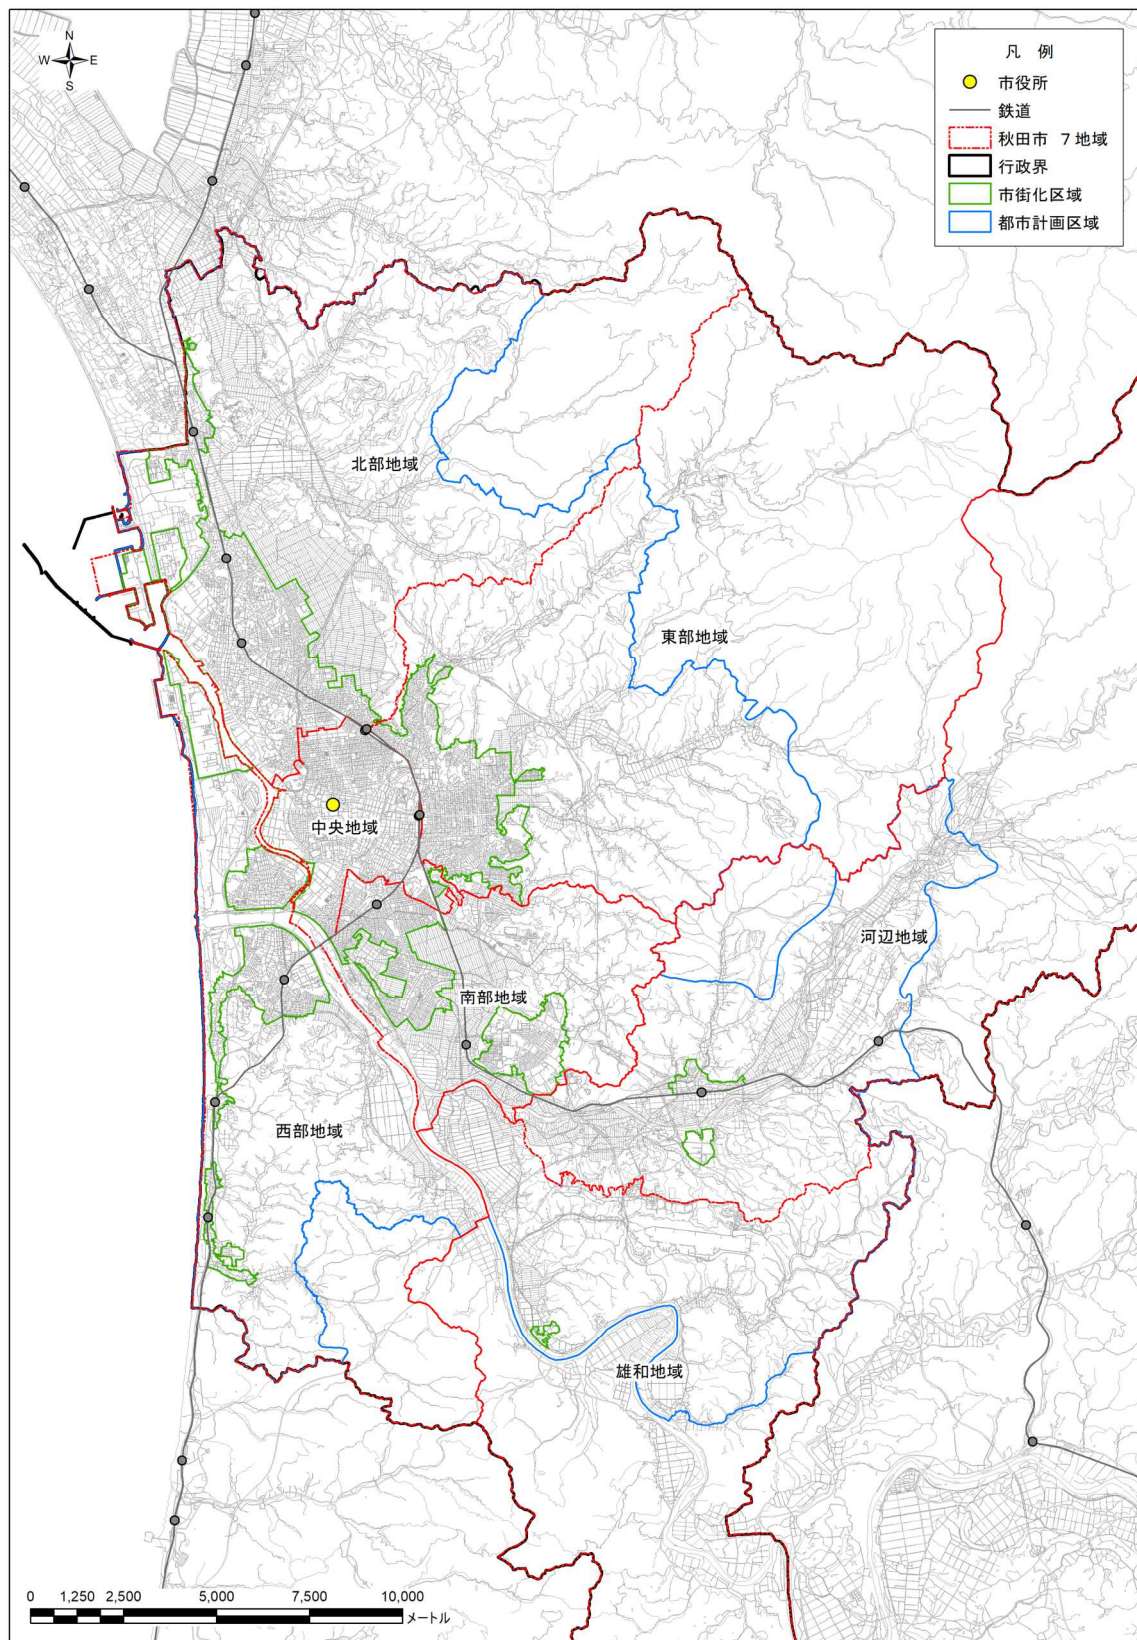 N
W E
S
凡 例
市役所
鉄道
秋田市 7地域
行政界
市街化区域
都市計画区域
北部地域
東部地域
中央地域
河辺地域
南部地域
西部地域
雄和地域
0 1,250 2,500 5,000 7,500 10,000
メートル